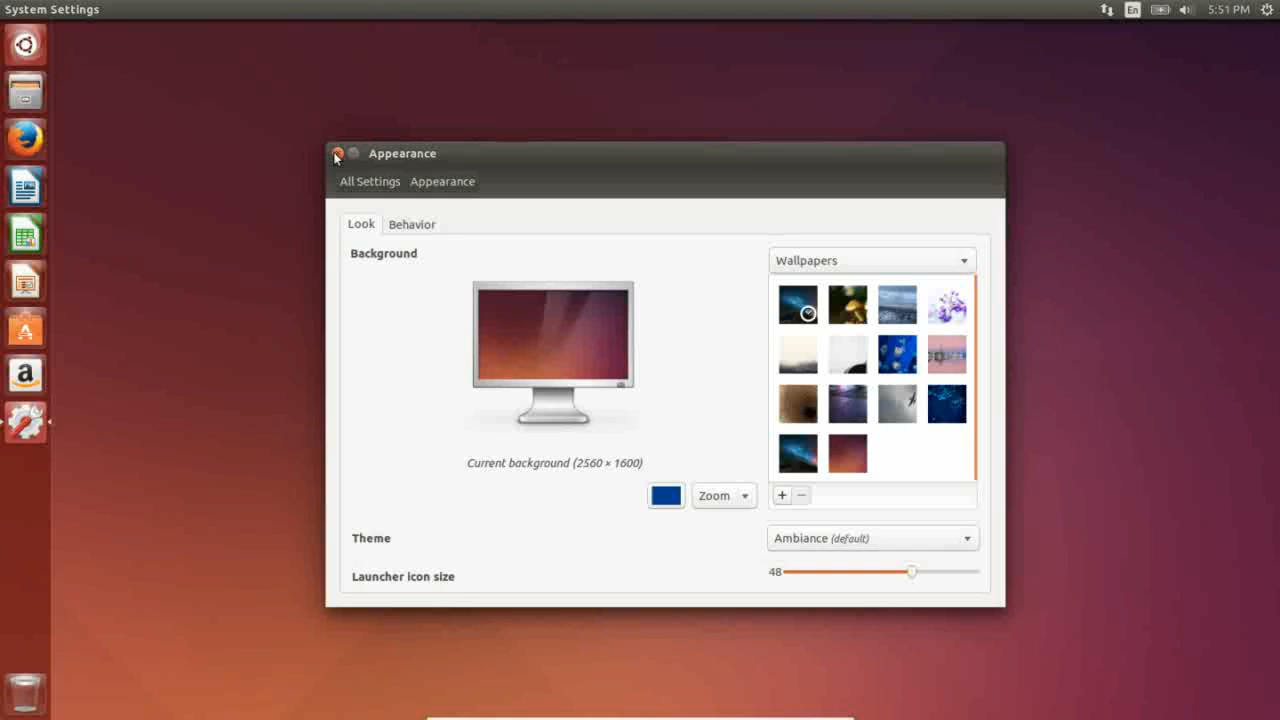 System Settings
En
5:51 PM
Appearance
All Settings Appearance
Look Behavior
Background
Wallpapers
Current background (2560 × 1600)
Zoom
+ −
Theme
Ambiance (default)
Launcher icon size
48